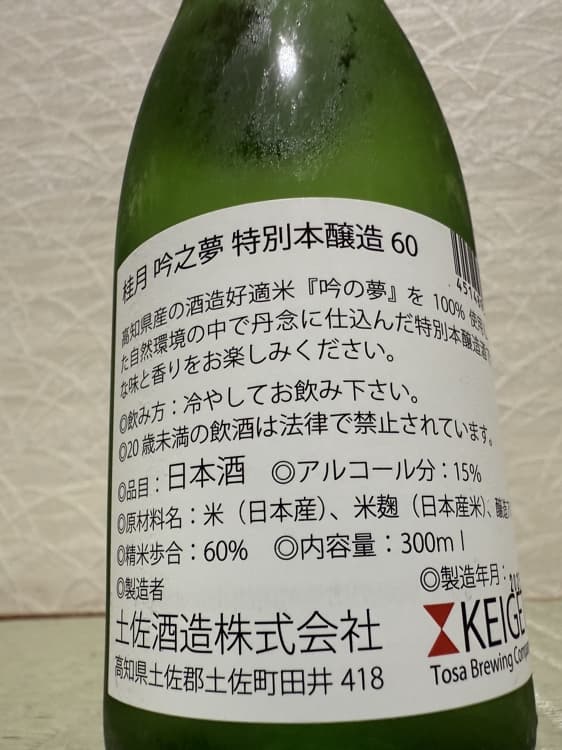 桂月 吟之夢 特別本醸造 60
高知県産の酒造好適米『吟の夢』を 100%
た自然環境の中で丹念に仕込んだ特別本醸造酒
な味と香りをお楽しみください。
◎飲み方：冷やしてお飲み下さい。
◎20 歳未満の飲酒は法律で禁止されています。
◎品目：日本酒 ◎アルコール分：15%
◎原材料名：米（日本産）、米麹（日本産米）、醸造
◎精米歩合：60% ◎内容量：300ml
◎製造者 ◎製造年月：
土佐酒造株式会社 KEIGE
高知県土佐郡土佐町田井 418 Tosa Brewing